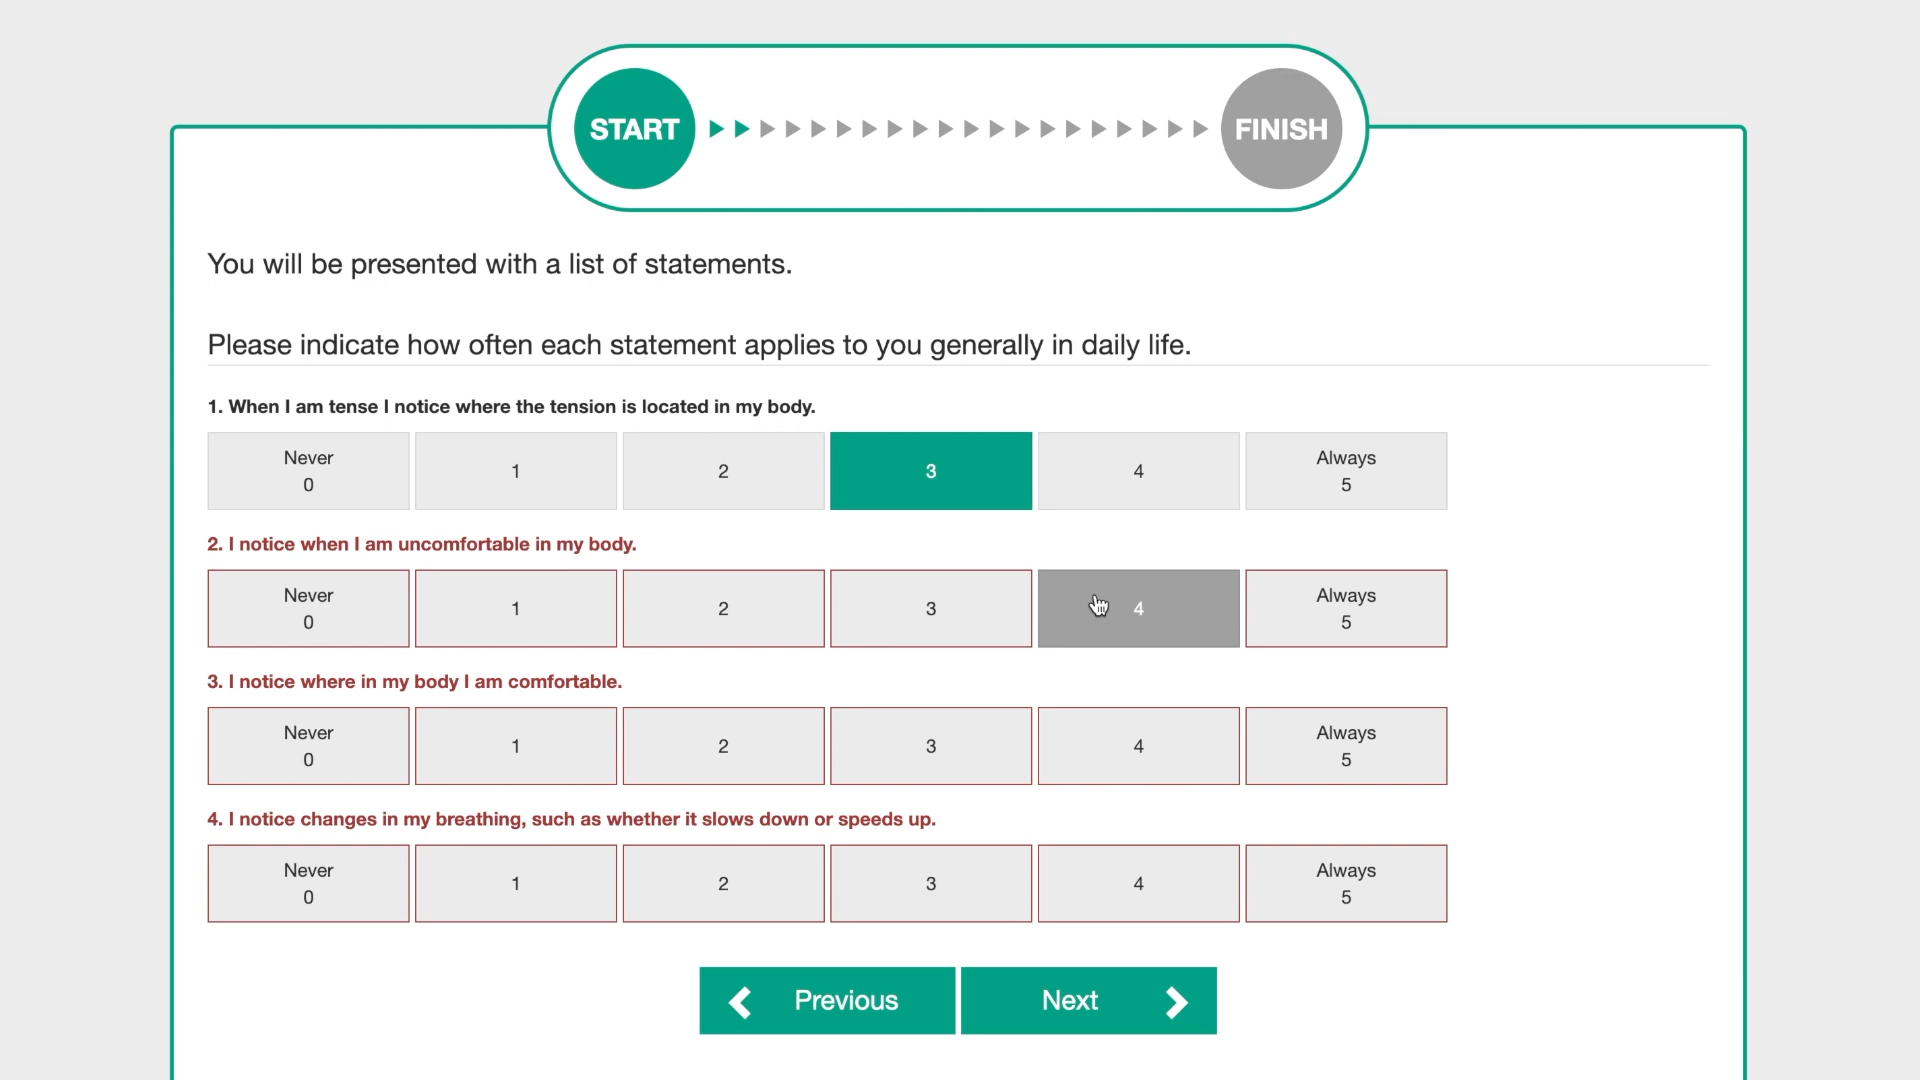 START
FINISH
You will be presented with a list of statements.
Please indicate how often each statement applies to you generally in daily life.
1. When I am tense I notice where the tension is located in my body.
Never
0
1
2
3
4
Always
5
2. I notice when I am uncomfortable in my body.
Never
0
1
2
3
4
Always
5
3. I notice where in my body I am comfortable.
Never
0
1
2
3
4
Always
5
4. I notice changes in my breathing, such as whether it slows down or speeds up.
Never
0
1
2
3
4
Always
5
Previous
Next